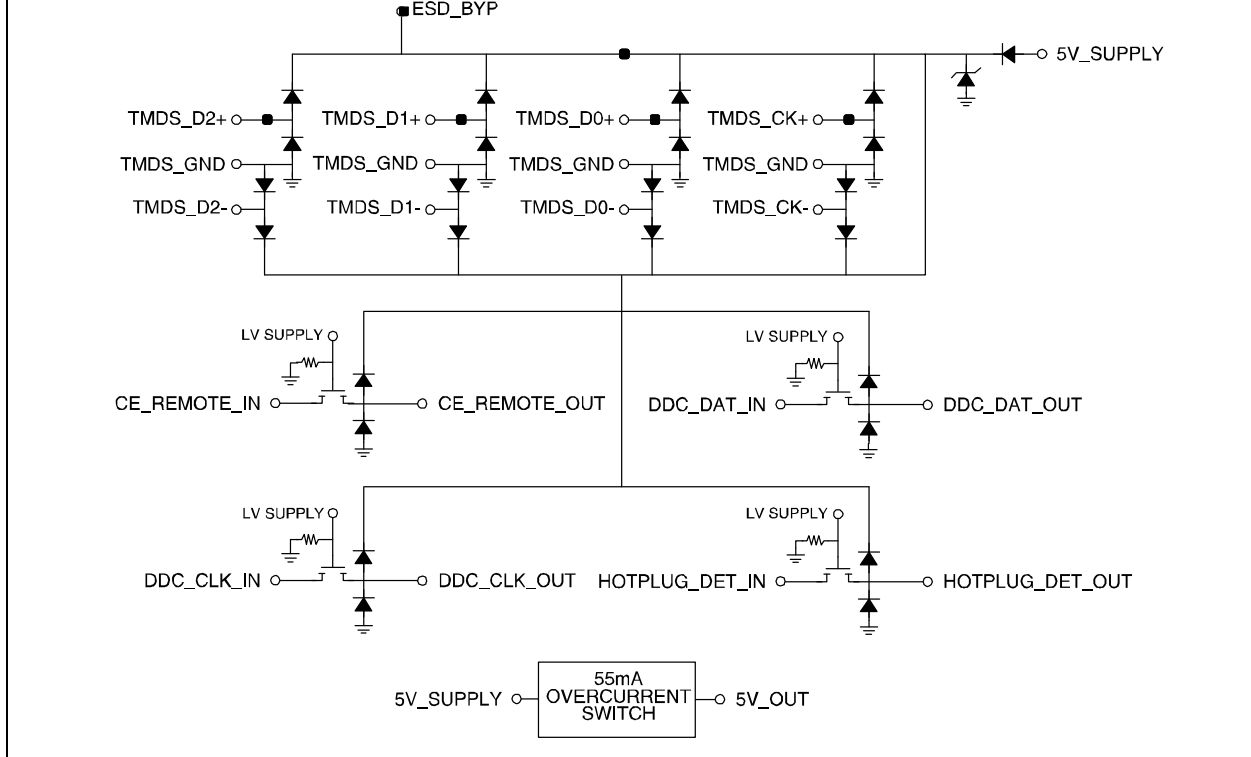 ESD_BYP
5V_SUPPLY
TMDS_D2+ TMDS_D1+ TMDS_D0+ TMDS_CK+
TMDS_GND TMDS_GND TMDS_GND TMDS_GND
TMDS_D2- TMDS_D1- TMDS_D0- TMDS_CK-
LV SUPPLY LV SUPPLY
CE_REMOTE_IN CE_REMOTE_OUT DDC_DAT_IN DDC_DAT_OUT
LV SUPPLY LV SUPPLY
DDC_CLK_IN DDC_CLK_OUT HOTPLUG_DET_IN HOTPLUG_DET_OUT
55mA
5V_SUPPLY OVERCURRENT 5V_OUT
SWITCH